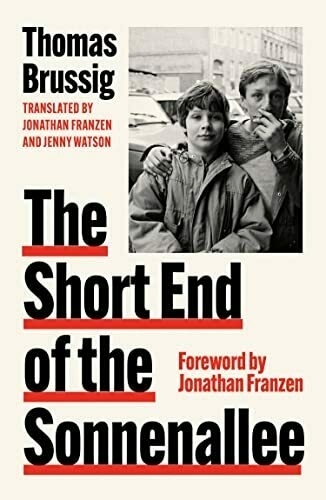 Thomas
Brussig
TRANSLATED BY
JONATHAN FRANZEN
AND JENNY WATSON
The
Short End
of the
Sonnenallee
Foreword by
Jonathan Franzen